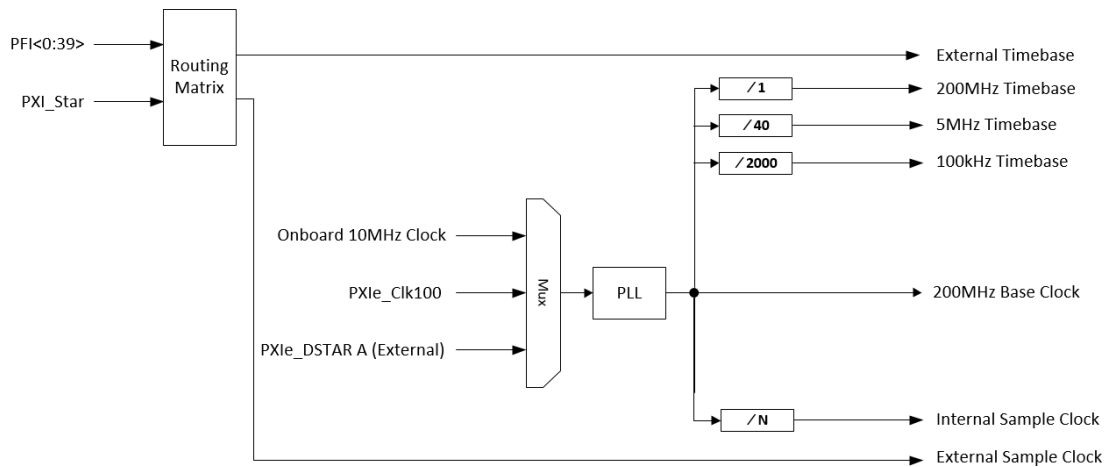 PFI<0:39>
PXI_Star
Routing
Matrix
External Timebase
/ 1
200MHz Timebase
/ 40
5MHz Timebase
/ 2000
100kHz Timebase
Onboard 10MHz Clock
PXIe_Clk100
PXIe_DSTAR A (External)
Mux
PLL
200MHz Base Clock
/ N
Internal Sample Clock
External Sample Clock